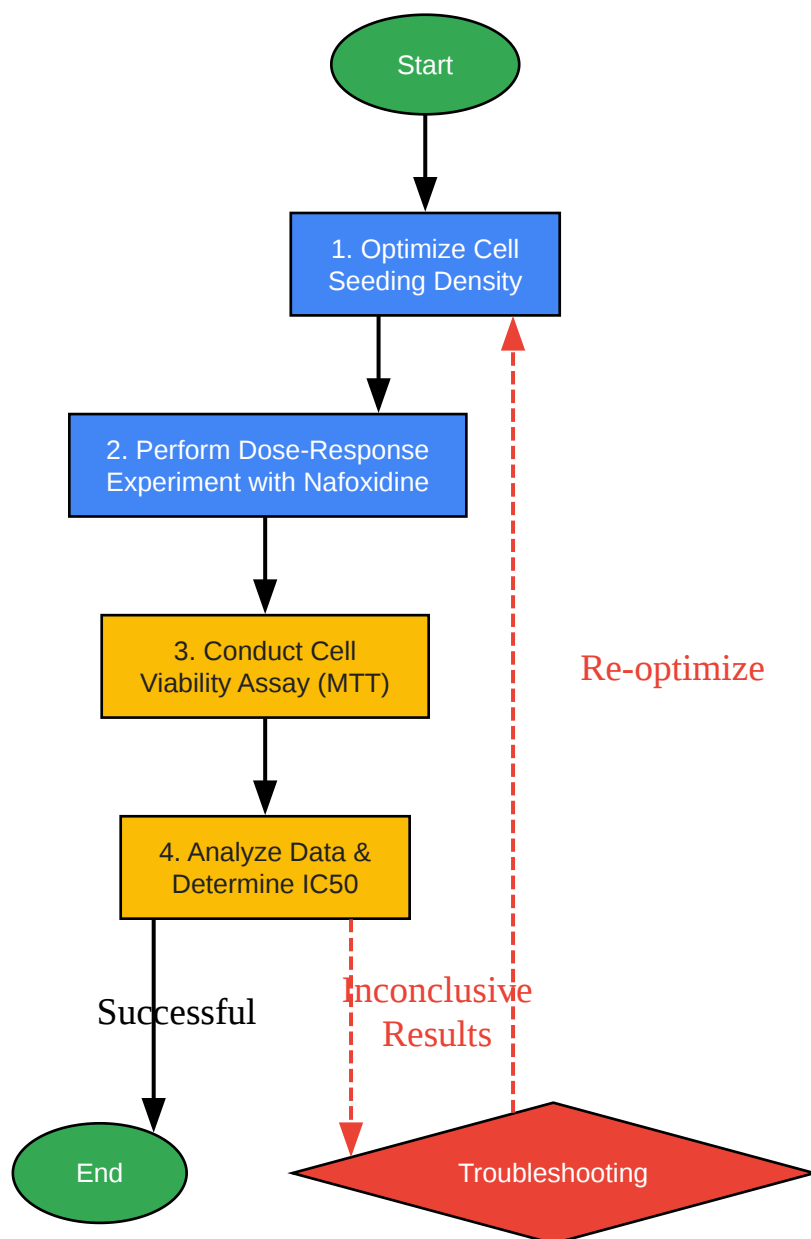 Start
1. Optimize Cell
Seeding Density
2. Perform Dose-Response
Experiment with Nafoxidine
3. Conduct Cell
Viability Assay (MTT)
Re-optimize
4. Analyze Data &
Determine IC50
Successful
Inconclusive
Results
End
Troubleshooting